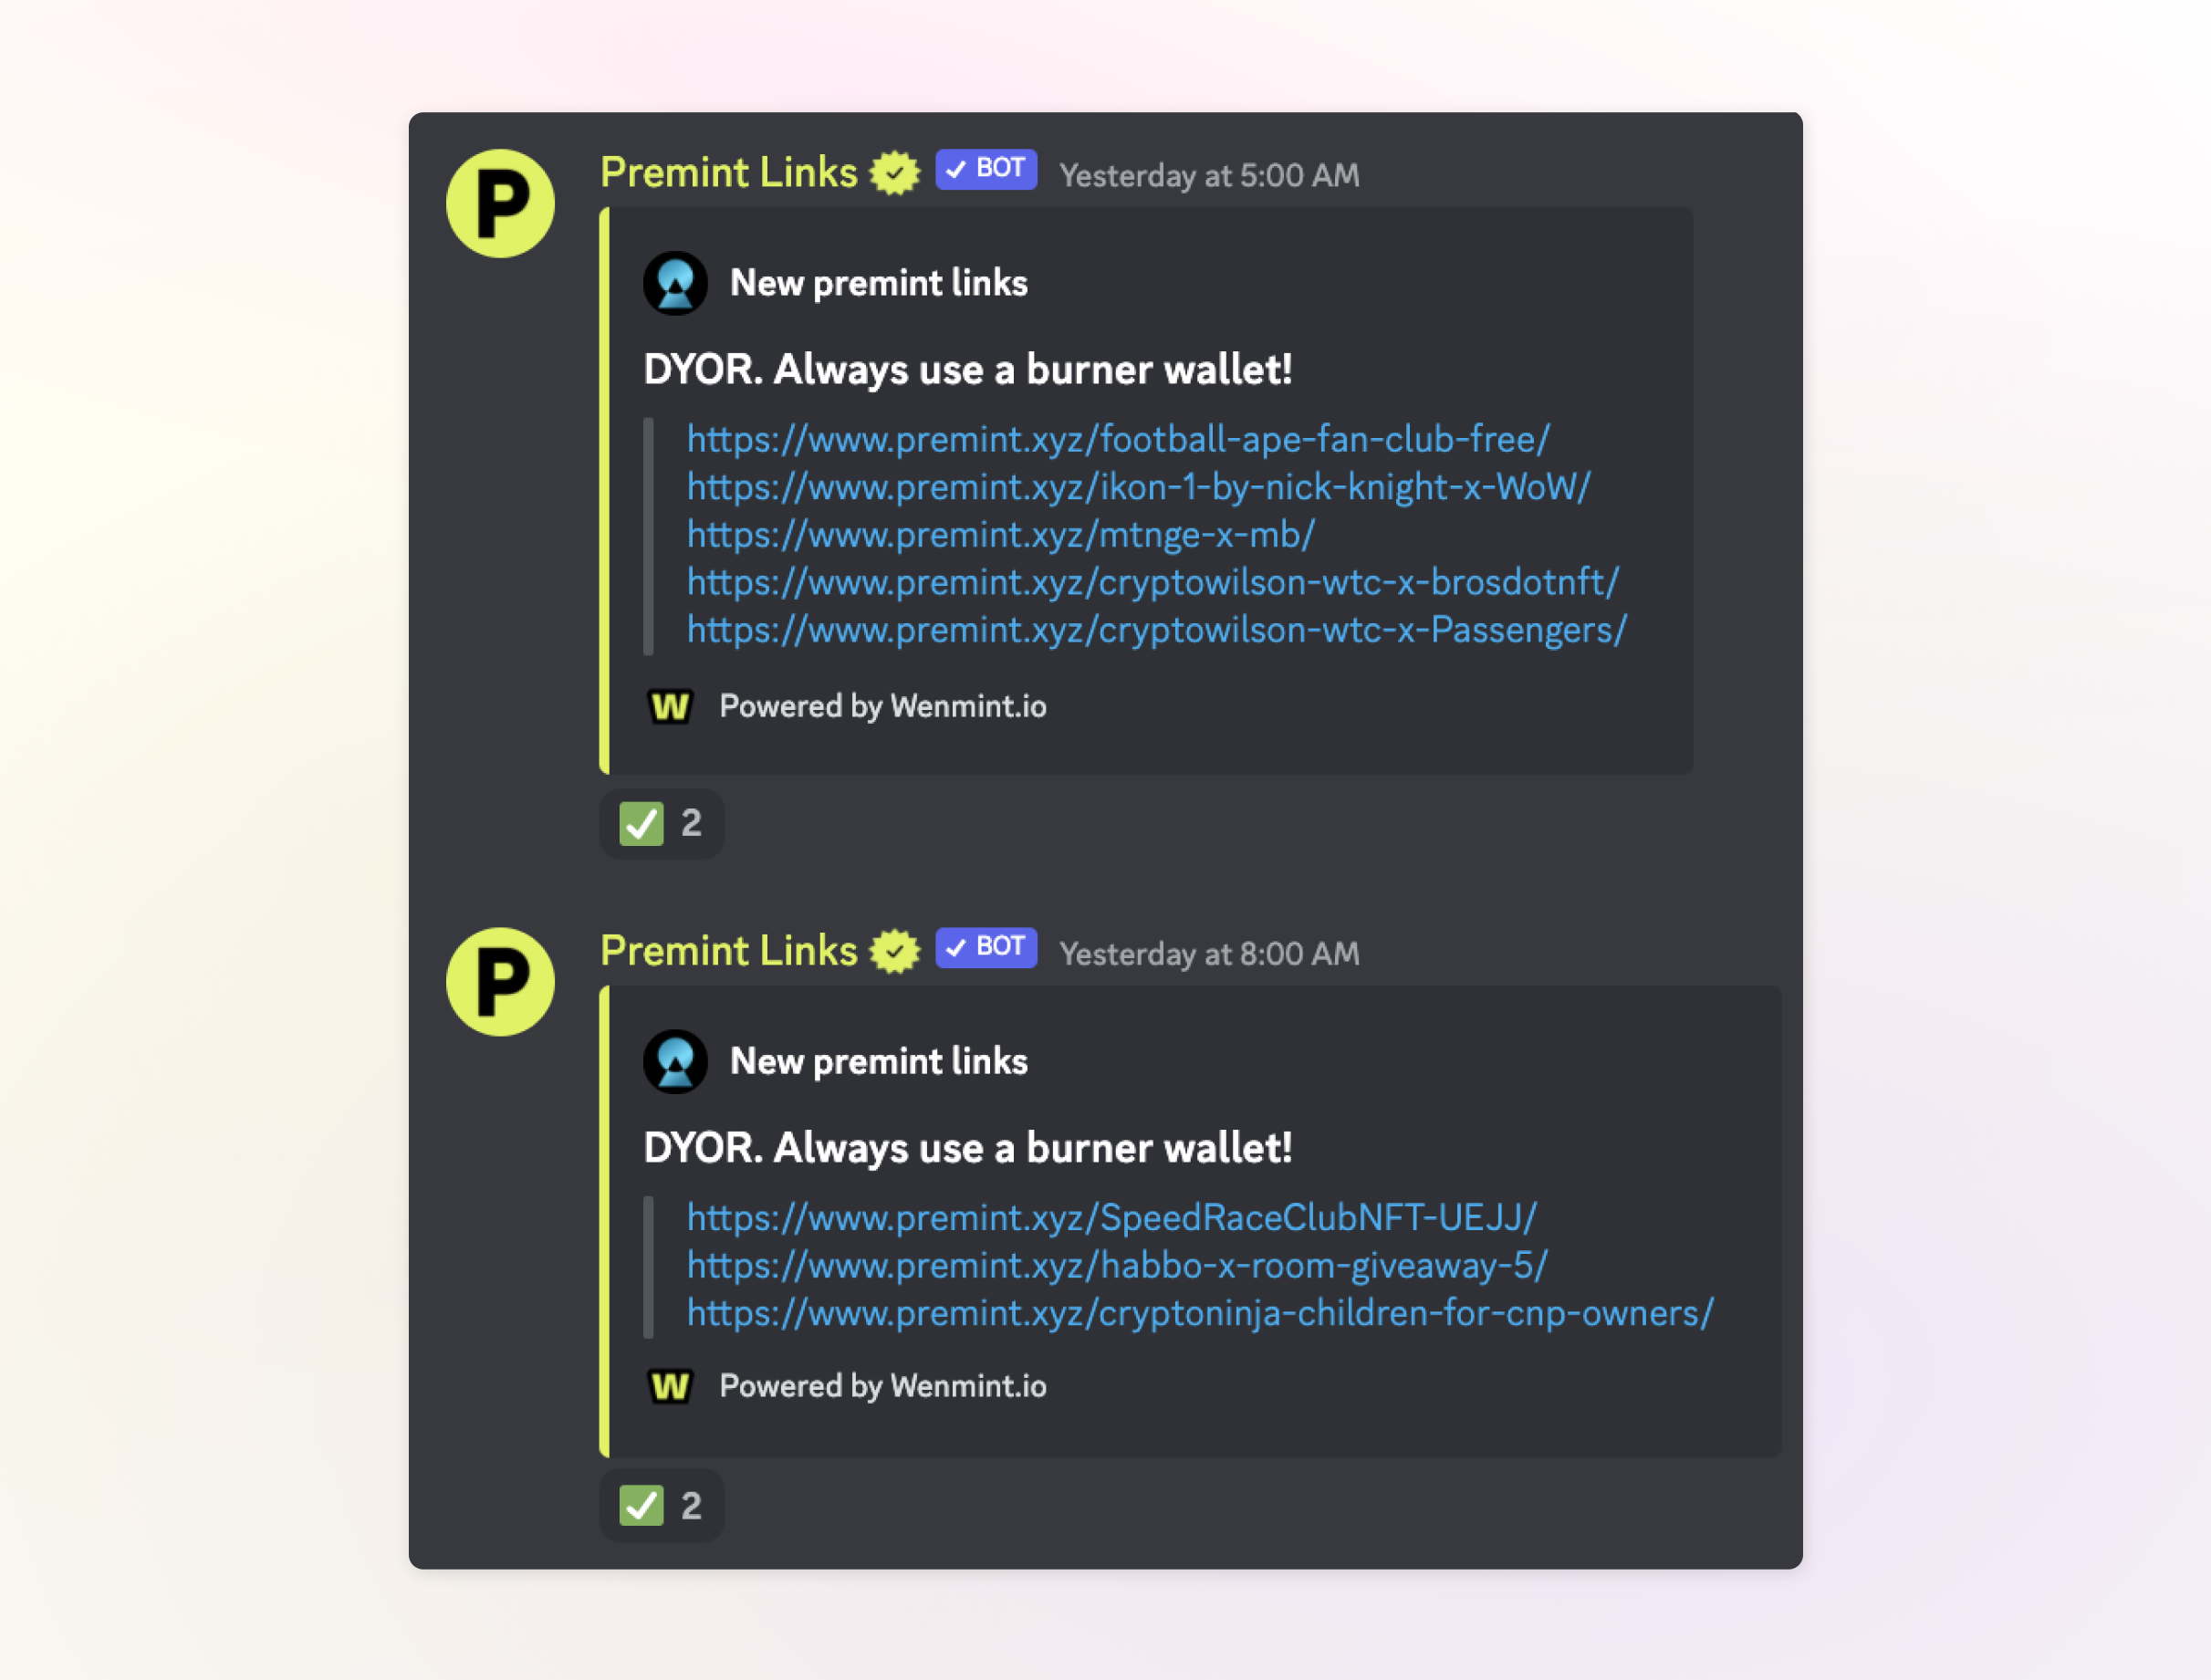 P
Premint Links ✓ BOT Yesterday at 5:00 AM
New premint links
DYOR. Always use a burner wallet!
https://www.premint.xyz/football-ape-fan-club-free/
https://www.premint.xyz/ikon-1-by-nick-knight-x-WoW/
https://www.premint.xyz/mtnge-x-mb/
https://www.premint.xyz/cryptowilson-wtc-x-brosdotnft/
https://www.premint.xyz/cryptowilson-wtc-x-Passengers/
W Powered by Wenmint.io
✅ 2
P
Premint Links ✓ BOT Yesterday at 8:00 AM
New premint links
DYOR. Always use a burner wallet!
https://www.premint.xyz/SpeedRaceClubNFT-UEJJ/
https://www.premint.xyz/habbo-x-room-giveaway-5/
https://www.premint.xyz/cryptoninja-children-for-cnp-owners/
W Powered by Wenmint.io
✅ 2